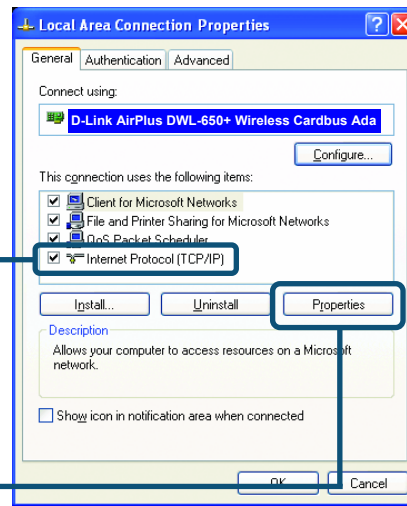 Local Area Connection Properties
General Authentication Advanced
Connect using:
D-Link AirPlus DWL-650+ Wireless Cardbus Ada
Configure...
This connection uses the following items:
Client for Microsoft Networks
File and Printer Sharing for Microsoft Networks
QoS Packet Scheduler
Internet Protocol (TCP/IP)
Install... Uninstall Properties
Description
Allows your computer to access resources on a Microsoft
network.
Show icon in notification area when connected
OK Cancel